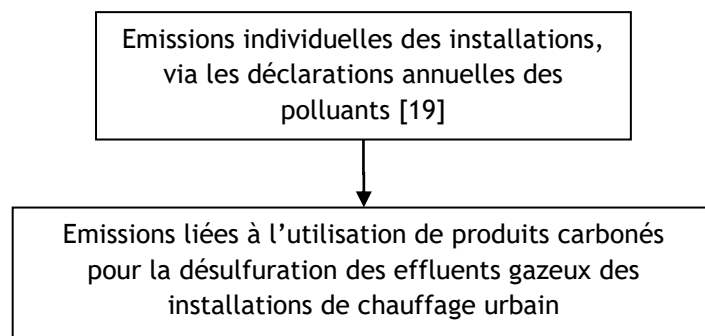 Emissions individuelles des installations,
via les déclarations annuelles des
polluants [19]
Emissions liées à l’utilisation de produits carbonés
pour la désulfuration des effluents gazeux des
installations de chauffage urbain